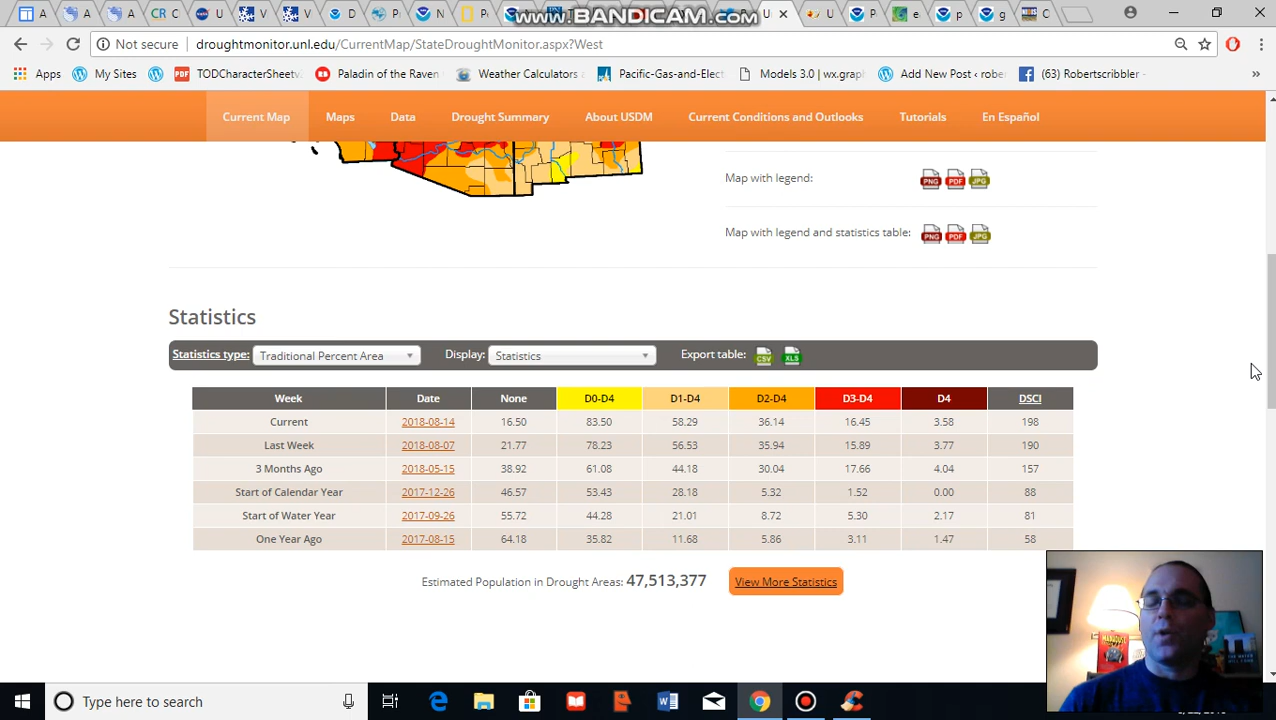 www.BANDICAM.com
Not secure droughtmonitor.unl.edu/CurrentMap/StateDroughtMonitor.aspx?West
Apps My Sites TODCharacterSheetv Paladin of the Raven Weather Calculators Pacific-Gas-and-Elect Models 3.0 | wx.grap Add New Post ‹ robe (63) Robertscribbler - »
Current Map Maps Data Drought Summary About USDM Current Conditions and Outlooks Tutorials En Español
Map with legend: PNG PDF JPG
Map with legend and statistics table: PNG PDF JPG
Statistics
Statistics type: Traditional Percent Area Display: Statistics Export table: CSV XLS
Week Date None D0-D4 D1-D4 D2-D4 D3-D4 D4 DSCI
Current 2018-08-14 16.50 83.50 58.29 36.14 16.45 3.58 198
Last Week 2018-08-07 21.77 78.23 56.53 35.94 15.89 3.77 190
3 Months Ago 2018-05-15 38.92 61.08 44.18 30.04 17.66 4.04 157
Start of Calendar Year 2017-12-26 46.57 53.43 28.18 5.32 1.52 0.00 88
Start of Water Year 2017-09-26 55.72 44.28 21.01 8.72 5.30 2.17 81
One Year Ago 2017-08-15 64.18 35.82 11.68 5.86 3.11 1.47 58
Estimated Population in Drought Areas: 47,513,377 View More Statistics
Type here to search